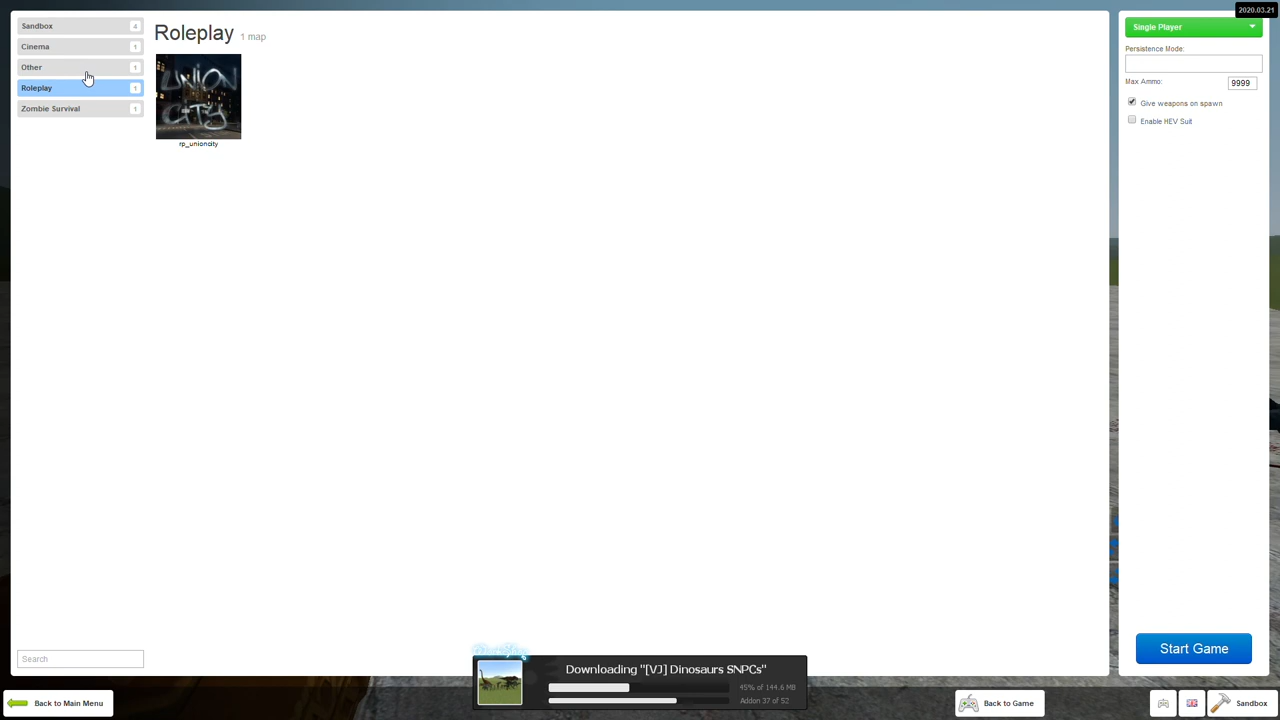 2020.03.21
Sandbox 4
Cinema 1
Other 1
Roleplay 1
Zombie Survival 1
Roleplay 1 map
UNION
CITY
rp_unioncity
Single Player
Persistence Mode:
Max Ammo: 9999
Give weapons on spawn
Enable HEV Suit
Start Game
Search
Downloading "[VJ] Dinosaurs SNPCs"
45% of 144.6 MB
Addon 37 of 52
Back to Main Menu
Back to Game
Sandbox